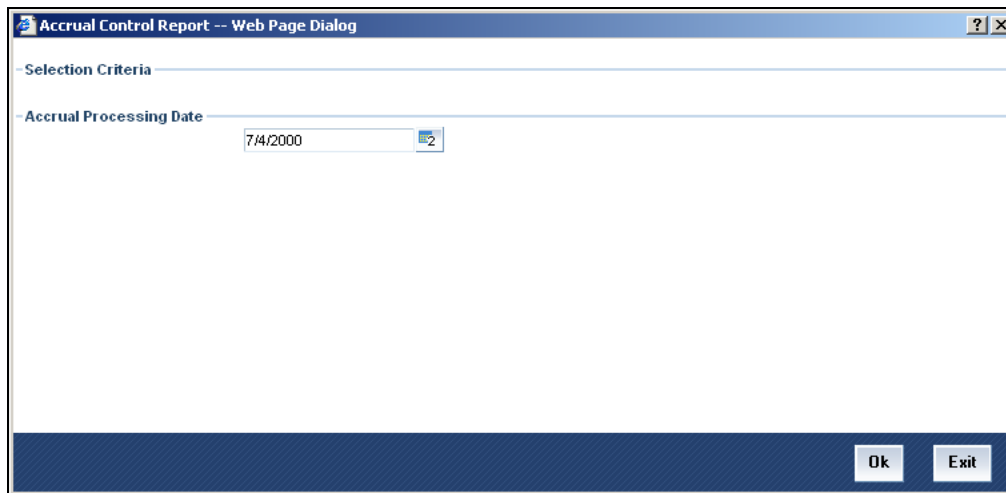 Accrual Control Report -- Web Page Dialog
Selection Criteria
Accrual Processing Date
7/4/2000
Ok
Exit